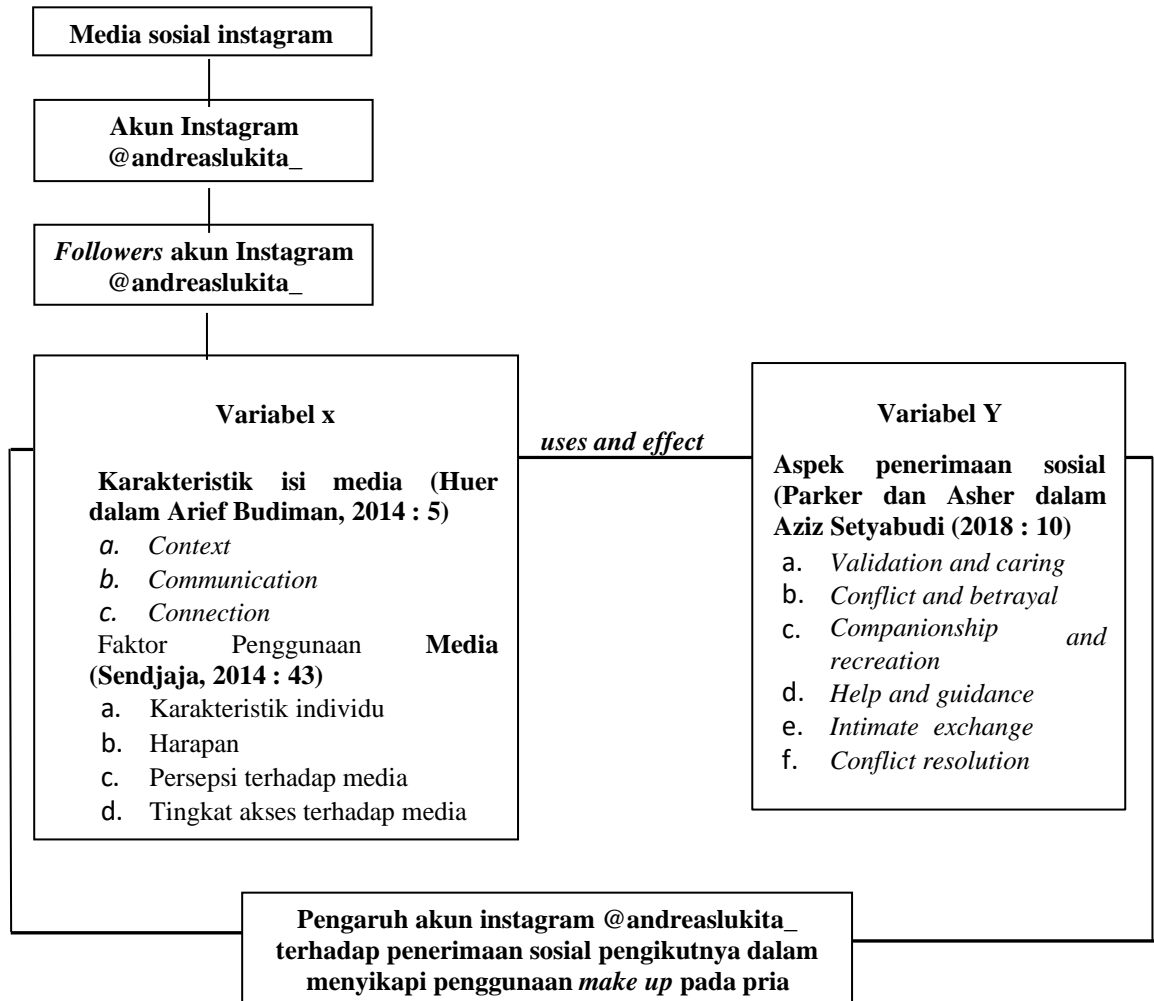 Media sosial instagram
Akun Instagram
@andreaslukita_
Followers akun Instagram
@andreaslukita_
Variabel x
Karakteristik isi media (Huer
dalam Arief Budiman, 2014 : 5)
a. Context
b. Communication
c. Connection
Faktor Penggunaan Media
(Sendjaja, 2014 : 43)
a. Karakteristik individu
b. Harapan
c. Persepsi terhadap media
d. Tingkat akses terhadap media
uses and effect
Variabel Y
Aspek penerimaan sosial
(Parker dan Asher dalam
Aziz Setyabudi (2018 : 10)
a. Validation and caring
b. Conflict and betrayal
c. Companionship and
recreation
d. Help and guidance
e. Intimate exchange
f. Conflict resolution
Pengaruh akun instagram @andreaslukita_
terhadap penerimaan sosial pengikutnya dalam
menyikapi penggunaan make up pada pria